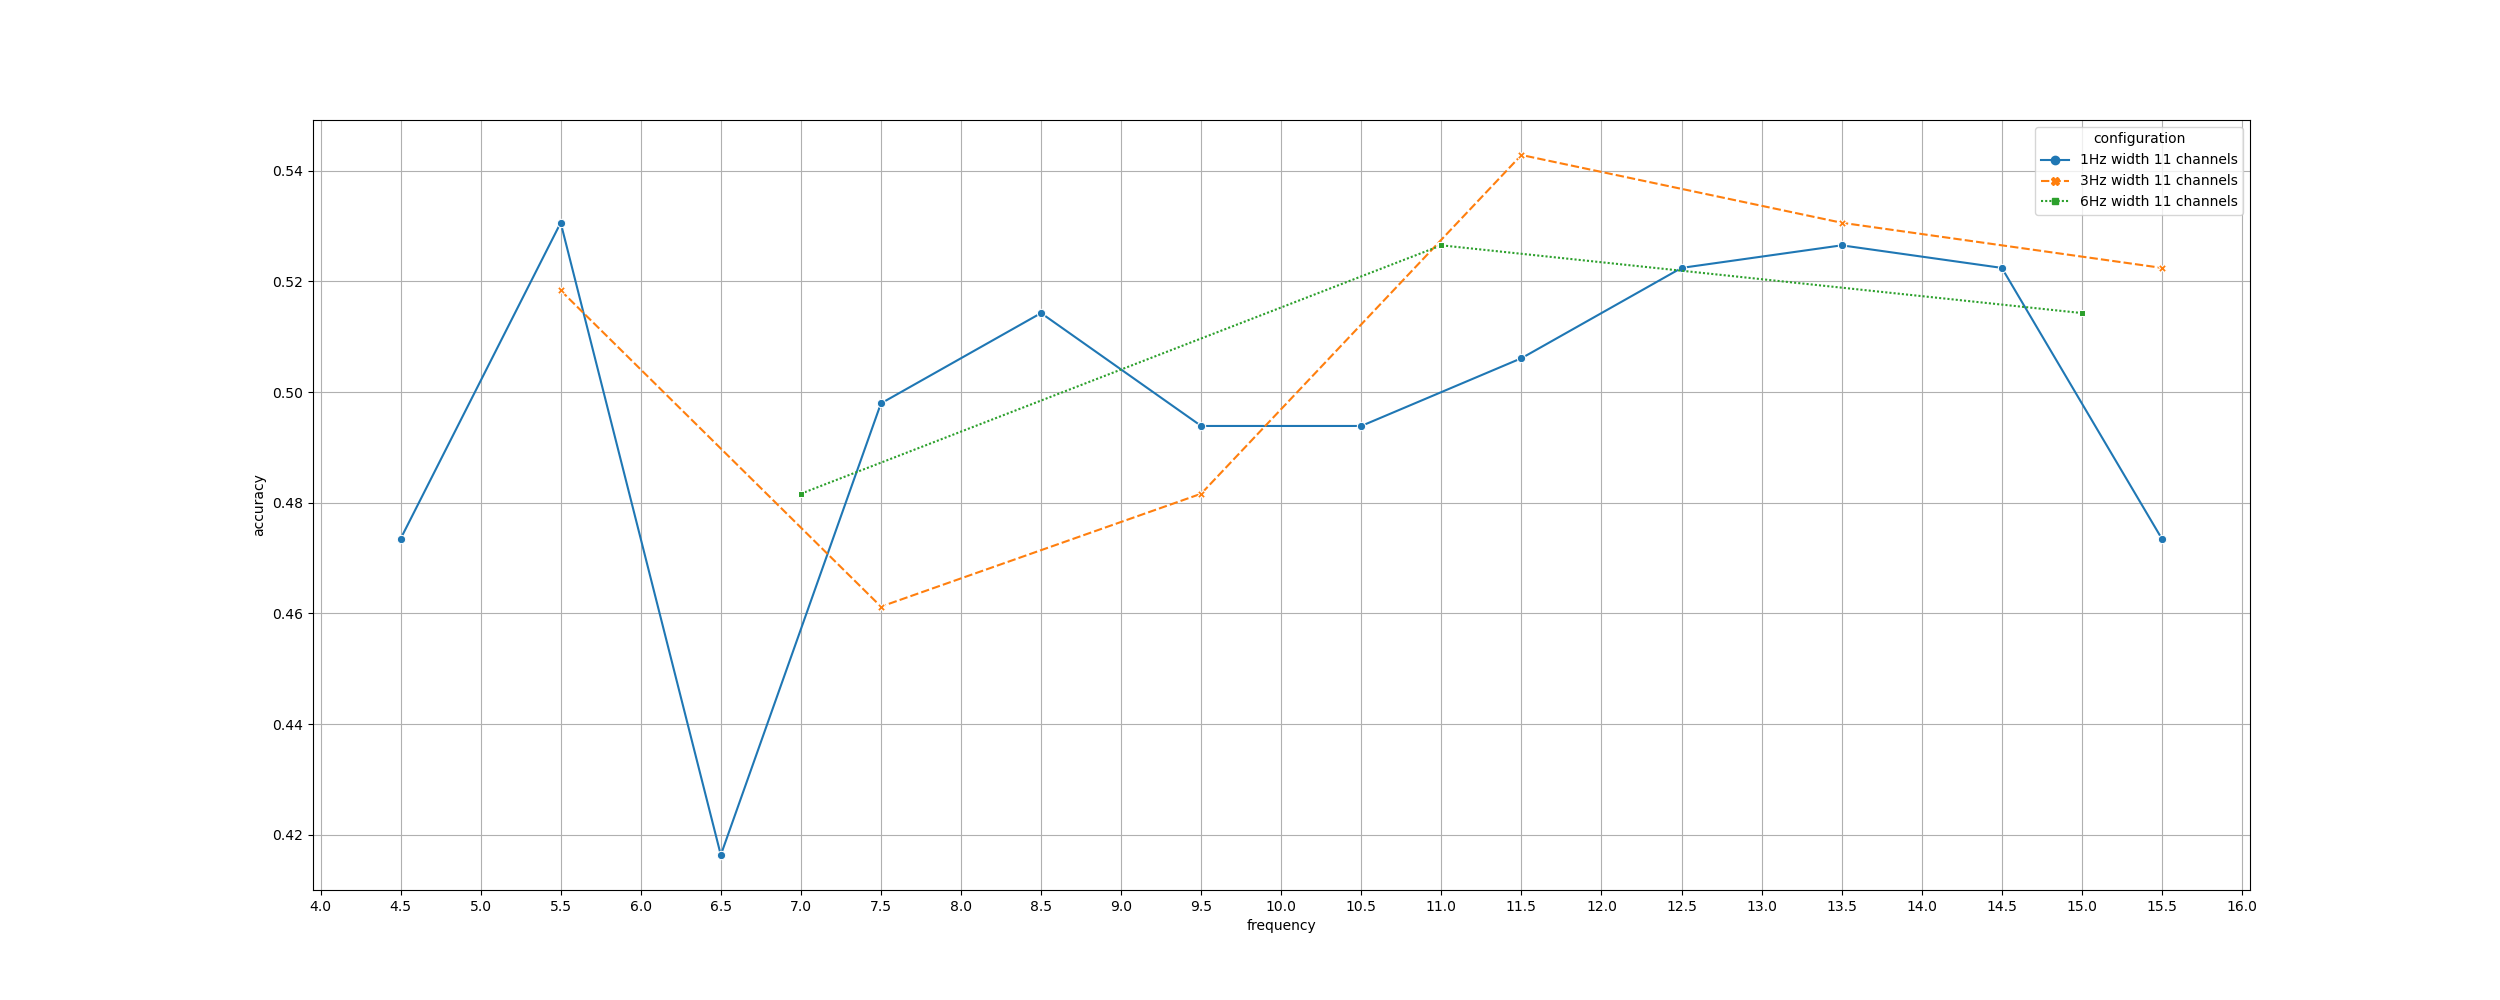 configuration
1Hz width 11 channels
3Hz width 11 channels
6Hz width 11 channels
0.54
0.52
0.50
0.48
0.46
0.44
0.42
accuracy
4.0 4.5 5.0 5.5 6.0 6.5 7.0 7.5 8.0 8.5 9.0 9.5 10.0 10.5 11.0 11.5 12.0 12.5 13.0 13.5 14.0 14.5 15.0 15.5 16.0
frequency